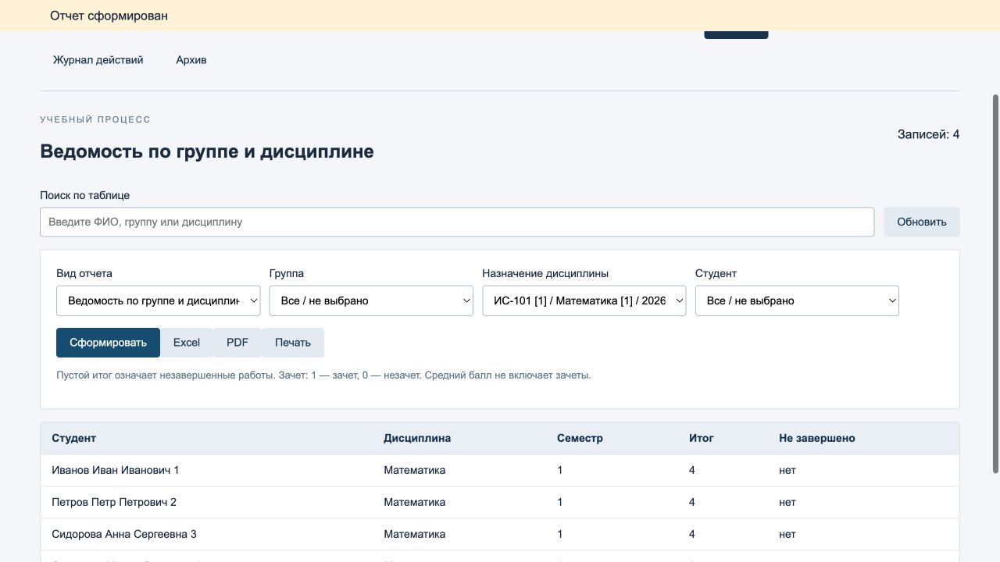 Отчет сформирован
Журнал действий Архив
УЧЕБНЫЙ ПРОЦЕСС
Ведомость по группе и дисциплине
Записей: 4
Поиск по таблице
Введите ФИО, группу или дисциплину Обновить
Вид отчета Группа Назначение дисциплины Студент
Ведомость по группе и дисциплин Все / не выбрано ИС-101 [1] / Математика [1] / 2026 Все / не выбрано
Сформировать Excel PDF Печать
Пустой итог означает незавершенные работы. Зачет: 1 — зачет, 0 — незачет. Средний балл не включает зачеты.
Студент Дисциплина Семестр Итог Не завершено
Иванов Иван Иванович 1 Математика 1 4 нет
Петров Петр Петрович 2 Математика 1 4 нет
Сидорова Анна Сергеевна 3 Математика 1 4 нет